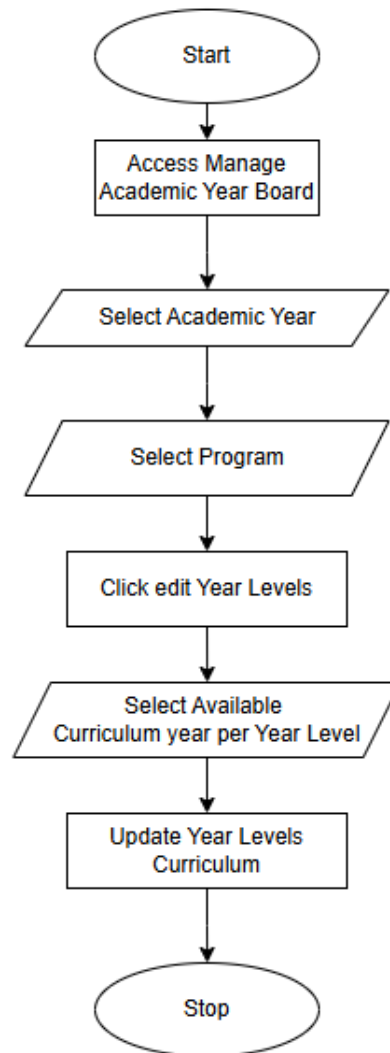 Start
Access Manage
Academic Year Board
Select Academic Year
Select Program
Click edit Year Levels
Select Available
Curriculum year per Year Level
Update Year Levels
Curriculum
Stop